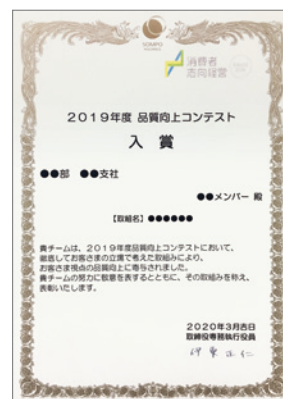 SOMPO
消費者
志向経営
2019年度 品質向上コンテスト
入 賞
●●部 ●●支社
●●メンバー 殿
【取組名】●●●●●●
貴チームは、2019年度品質向上コンテストにおいて、
徹底してお客さまの立場で考えた取組みにより、
お客さま視点の品質向上に寄与されました。
貴チームの努力に敬意を表するとともに、その取組みを称え、
表彰いたします。
2020年3月吉日
取締役専務執行役員
伊東正仁